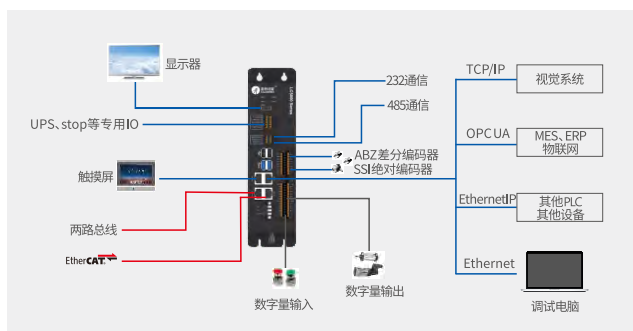 显示器
UPS、stop等专用IO
触摸屏
两路总线
EtherCAT
232通信
485通信
ABZ差分编码器
SSI绝对编码器
数字量输入
数字量输出
TCP/IP
视觉系统
OPC UA
MES、ERP
物联网
EthernetIP
其他PLC
其他设备
Ethernet
调试电脑